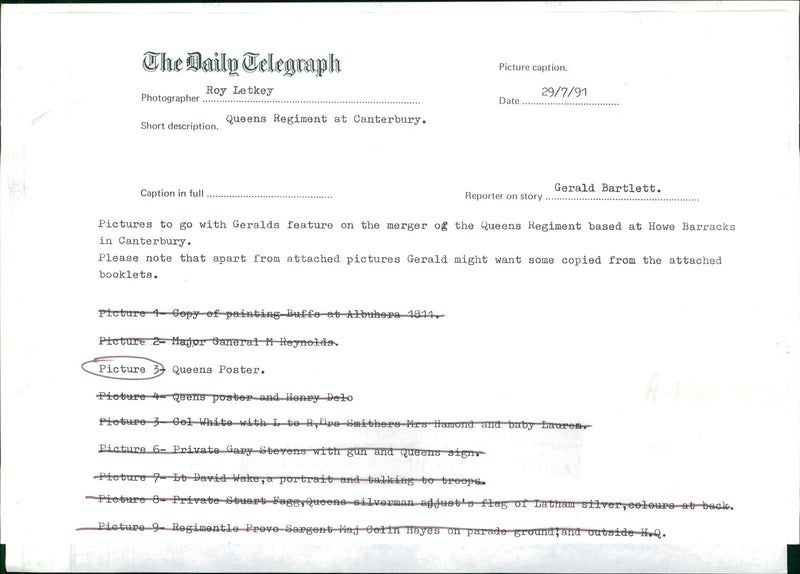 The Daily Telegraph
Picture caption.
Photographer Roy Letkey
Date 29/7/91
Short description. Queens Regiment at Canterbury.
Caption in full
Reporter on story Gerald Bartlett.
Pictures to go with Geralds feature on the merger of the Queens Regiment based at Howe Barracks
in Canterbury.
Please note that apart from attached pictures Gerald might want some copied from the attached
booklets.
Picture 1- Copy of painting Buffs at Albuhera 1811.
Picture 2- Major Ganeral M Reynolds.
Picture 3- Queens Poster.
Picture 4- Qeens poster and Henry Delo
Picture 3- Col White with L to R, Mrs Smithers Mrs Hamond and baby Lauren.
Picture 6- Private Gary Stevens with gun and Queens sign.
Picture 7- Lt David Wake,a portrait and talking to troops.
Picture 8- Private Stuart Fagg,Queens silverman adjust's flag of Latham silver,colours at back.
Picture 9- Regimentle Provo Sargent Maj Colin Hayes on parade ground;and outside H.Q.